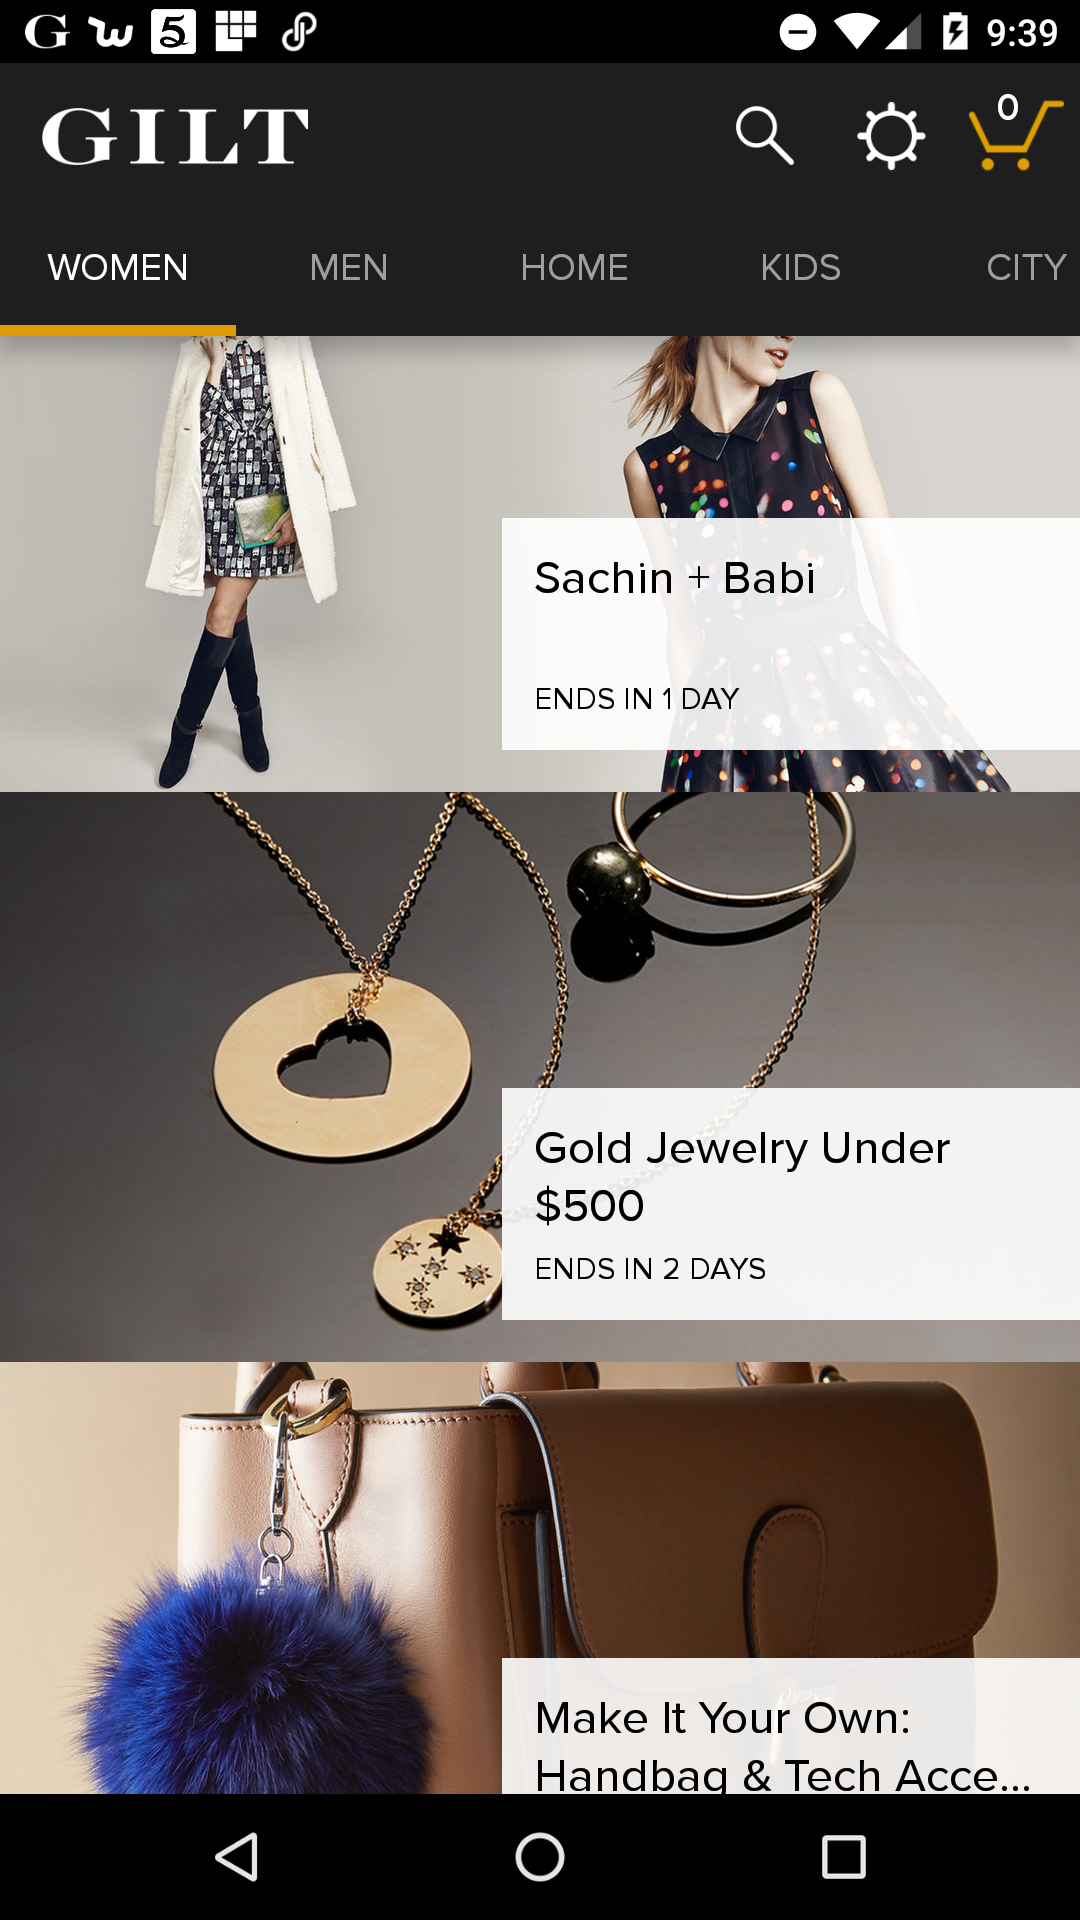 9:39
GILT
0
WOMEN MEN HOME KIDS CITY
Sachin + Babi
ENDS IN 1 DAY
Gold Jewelry Under
$500
ENDS IN 2 DAYS
Make It Your Own:
Handbag & Tech Acce...